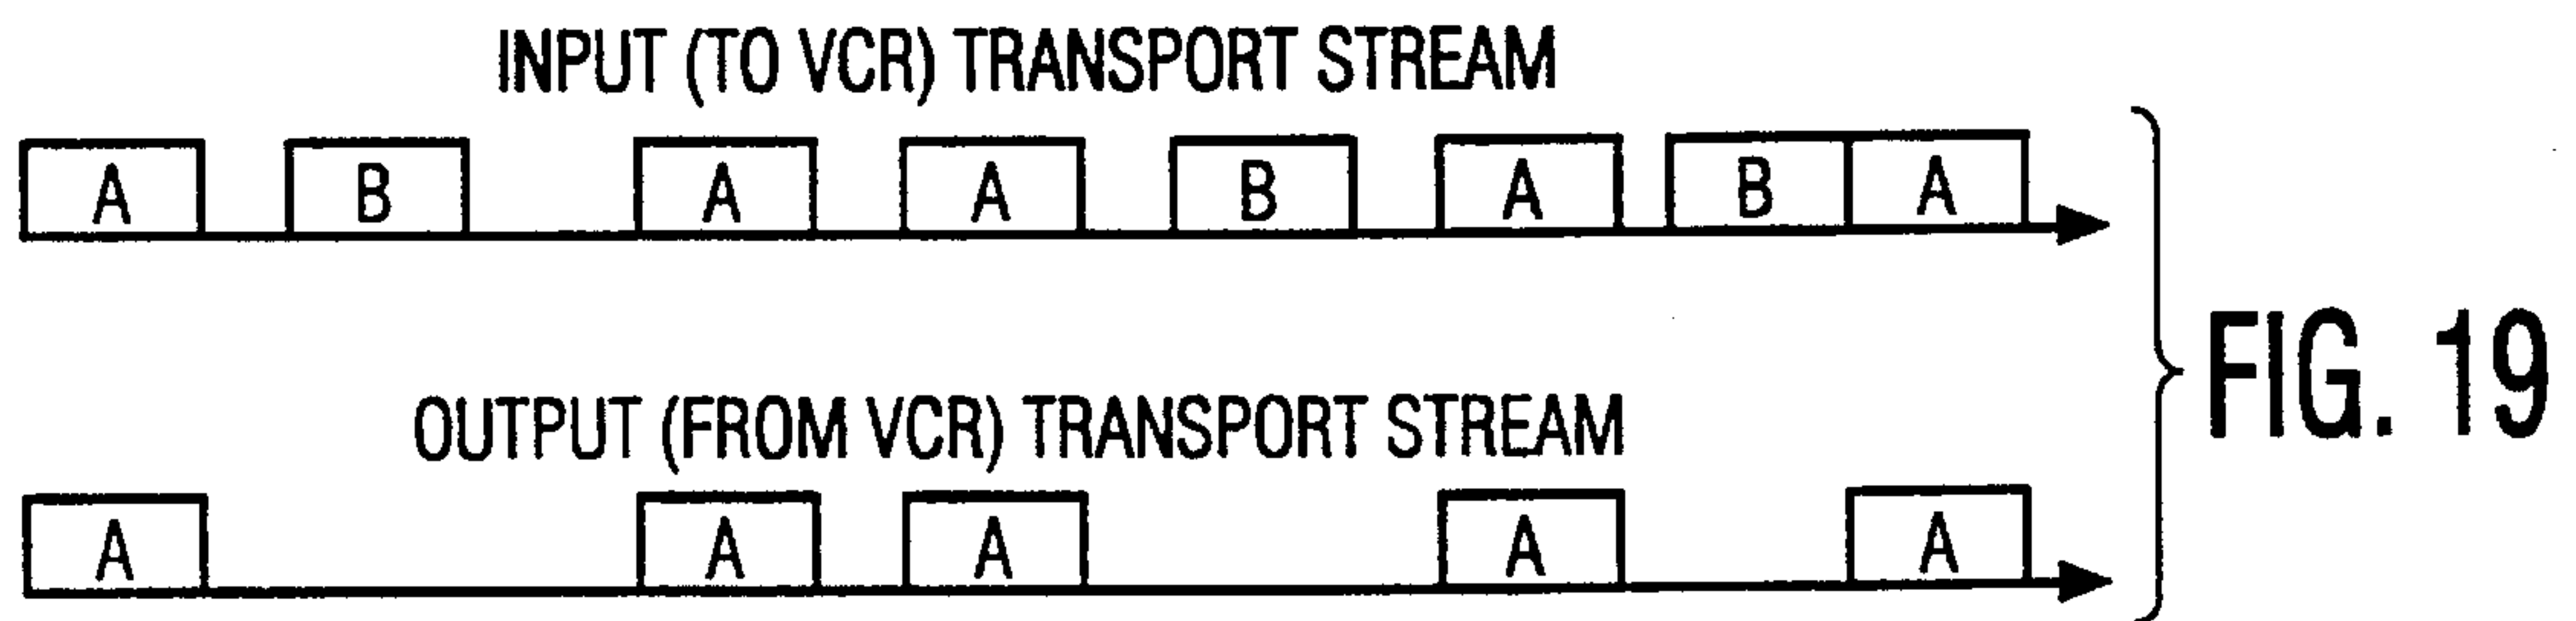 INPUT (TO VCR) TRANSPORT STREAM
A B A A B A B A
OUTPUT (FROM VCR) TRANSPORT STREAM
A A A A A
FIG. 19